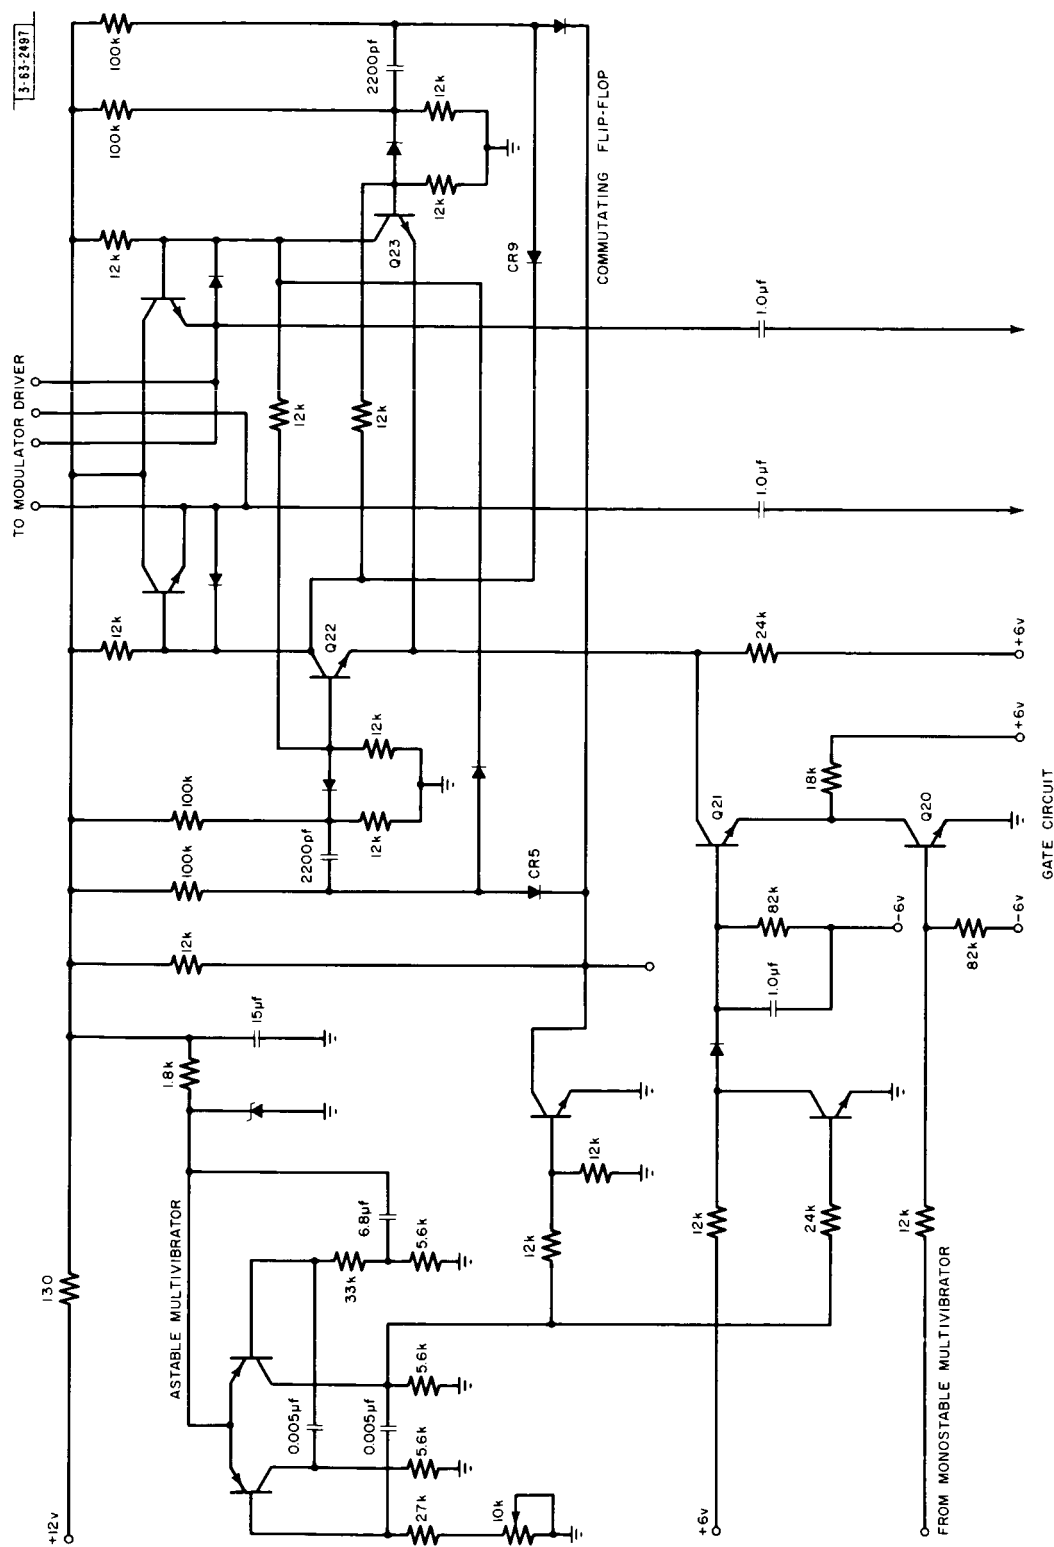 3-63-2497
TO MODULATOR DRIVER
100k
100k
2200pf
12k
12k
12k
Q23
CR9
COMMUTATING FLIP-FLOP
12k
12k
1.0µf
1.0µf
12k
Q22
24k
+6v
12k
12k
100k
100k
2200pf
CR5
12k
18k
+6v
Q21
Q20
82k
-6v
1.0µf
82k
-6v
GATE CIRCUIT
15µf
1.8k
ASTABLE MULTIVIBRATOR
130
+12v
6.8µf
33k
5.6k
12k
12k
0.005µf
0.005µf
5.6k
5.6k
27k
10k
12k
24k
12k
+6v
FROM MONOSTABLE MULTIVIBRATOR